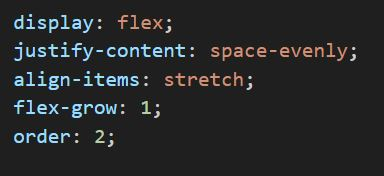 display: flex;
justify-content: space-evenly;
align-items: stretch;
flex-grow: 1;
order: 2;